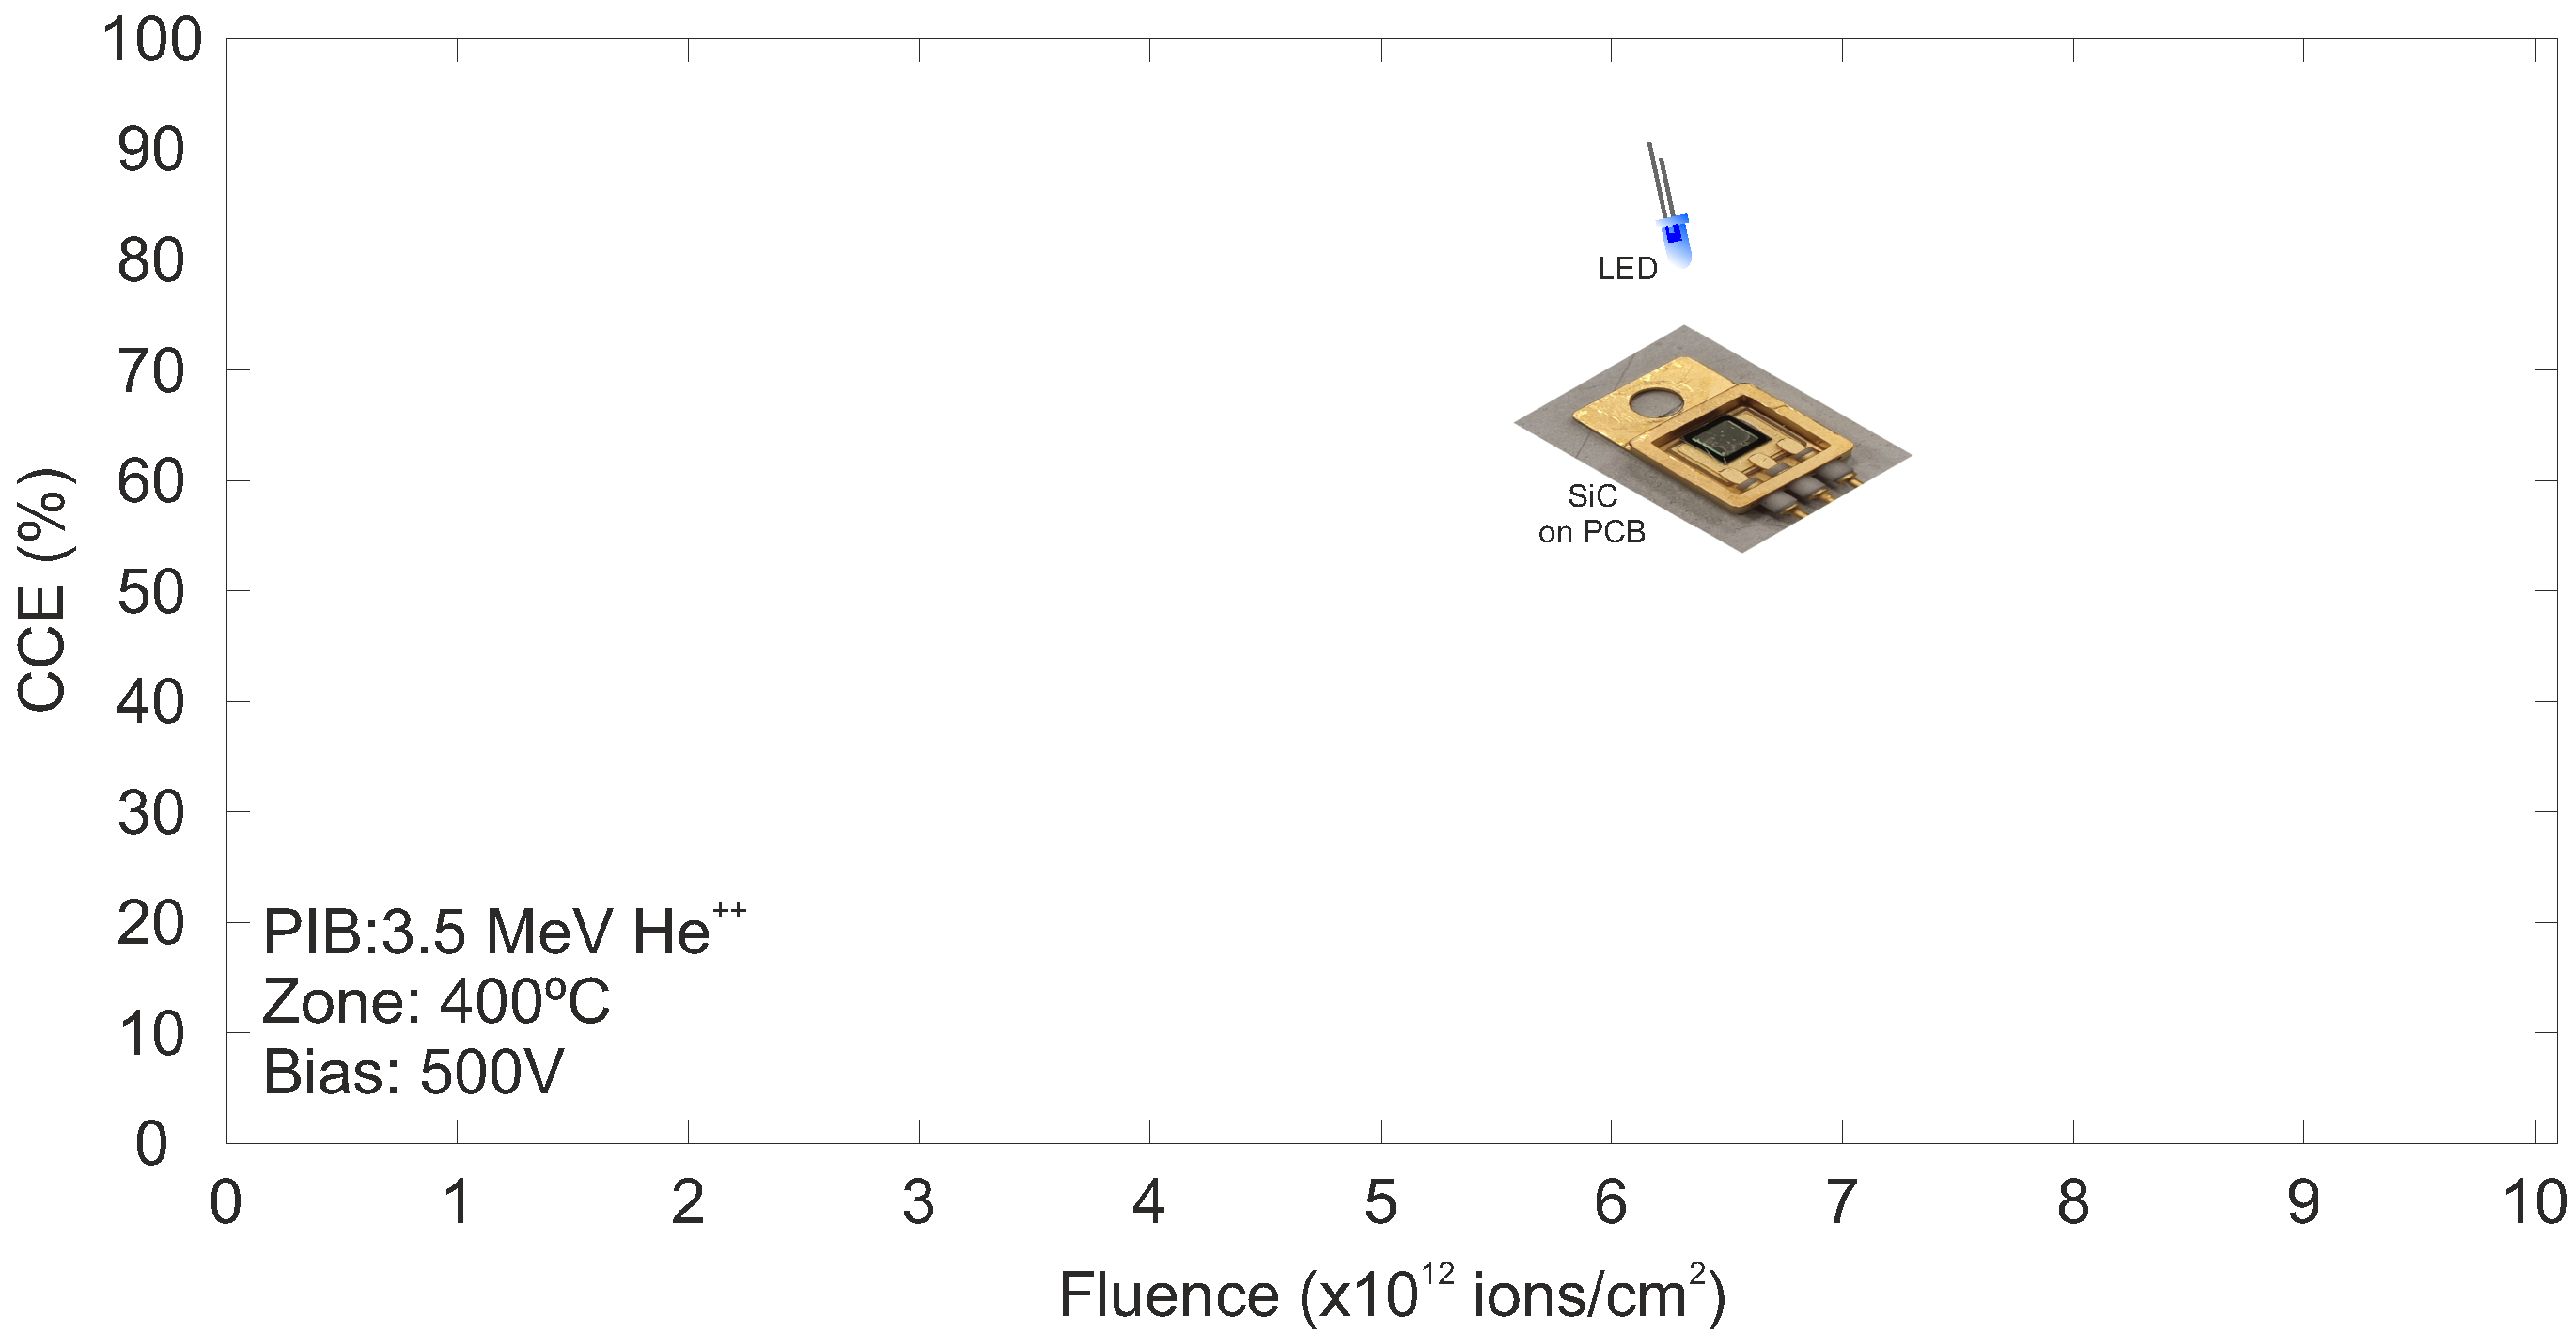 100
90
80
70
60
50
40
30
20
10
0
CCE (%)
LED
SiC
on PCB
PIB:3.5 MeV He⁺⁺
Zone: 400ºC
Bias: 500V
0 1 2 3 4 5 6 7 8 9 10
Fluence (x10¹² ions/cm²)